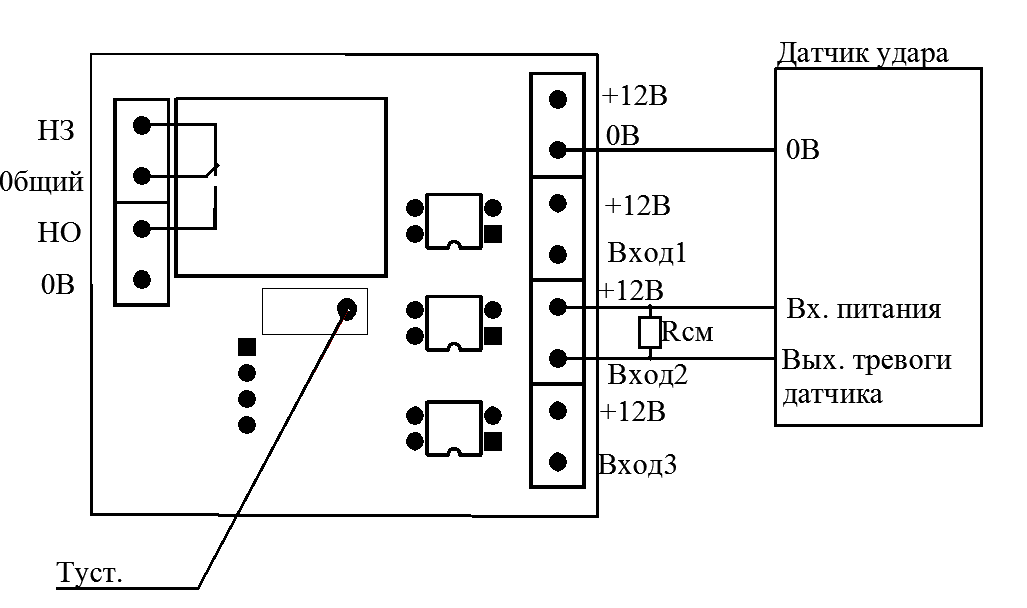 Датчик удара
+12В
0В
0В
НЗ
Общий
НО
0В
+12В
Вход1
+12В
Вх. питания
Rсм
Вых. тревоги
датчика
Вход2
+12В
Вход3
Туст.